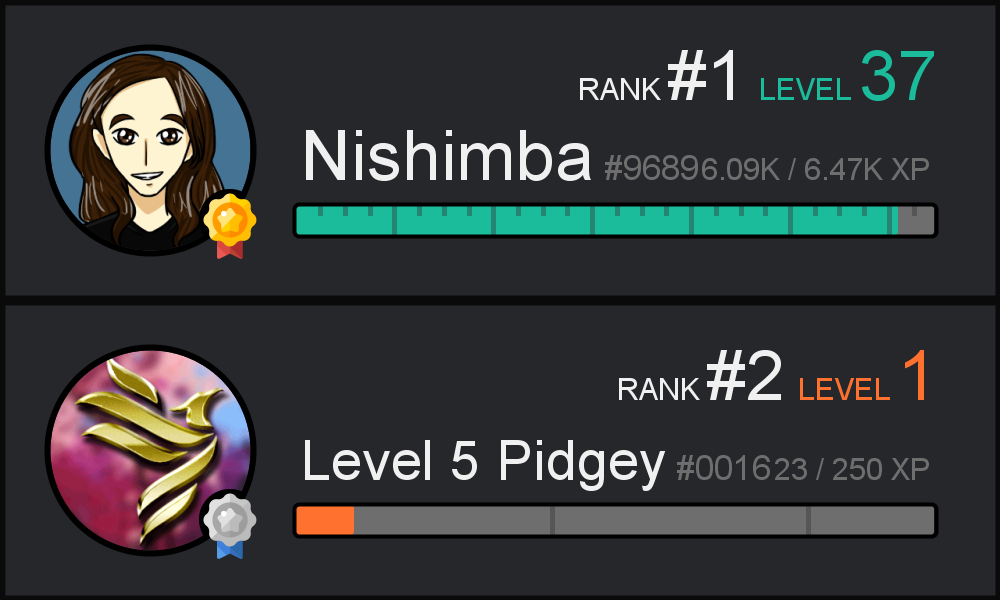 RANK #1 LEVEL 37
Nishimba #96896.09K / 6.47K XP
RANK #2 LEVEL 1
Level 5 Pidgey #001623 / 250 XP